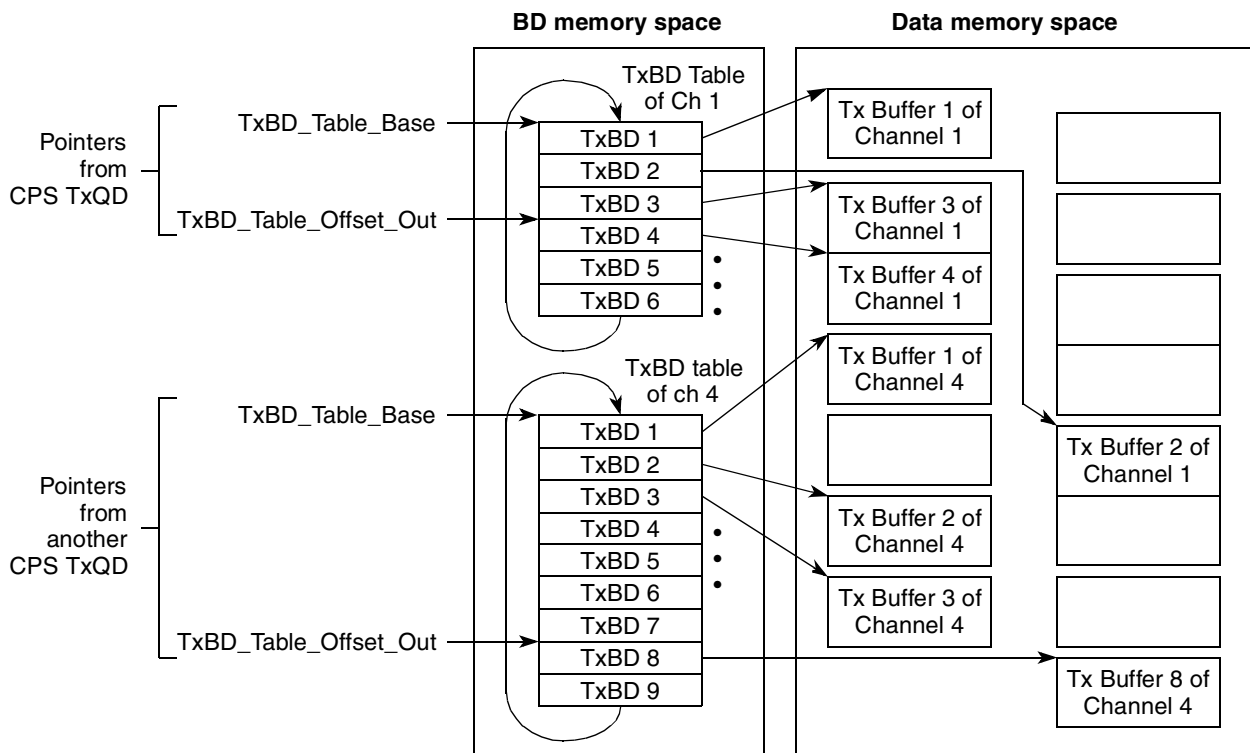 BD memory space
Data memory space
Pointers
from
CPS TxQD
TxBD_Table_Base
TxBD_Table_Offset_Out
TxBD Table
of Ch 1
TxBD 1
TxBD 2
TxBD 3
TxBD 4
TxBD 5
TxBD 6
Tx Buffer 1 of
Channel 1
Tx Buffer 3 of
Channel 1
Tx Buffer 4 of
Channel 1
Tx Buffer 1 of
Channel 4
Pointers
from
another
CPS TxQD
TxBD_Table_Base
TxBD_Table_Offset_Out
TxBD table
of ch 4
TxBD 1
TxBD 2
TxBD 3
TxBD 4
TxBD 5
TxBD 6
TxBD 7
TxBD 8
TxBD 9
Tx Buffer 2 of
Channel 4
Tx Buffer 3 of
Channel 4
Tx Buffer 2 of
Channel 1
Tx Buffer 8 of
Channel 4